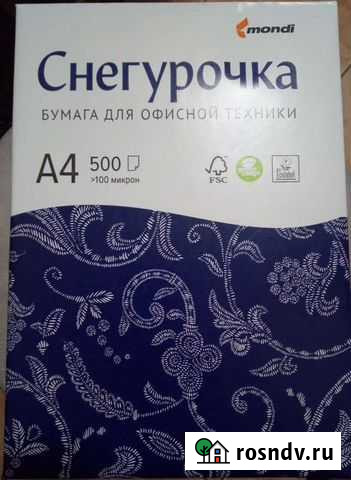 mondi
Снегурочка
БУМАГА ДЛЯ ОФИСНОЙ ТЕХНИКИ
A4 500
>100 микрон
FSC
rosndv.ru